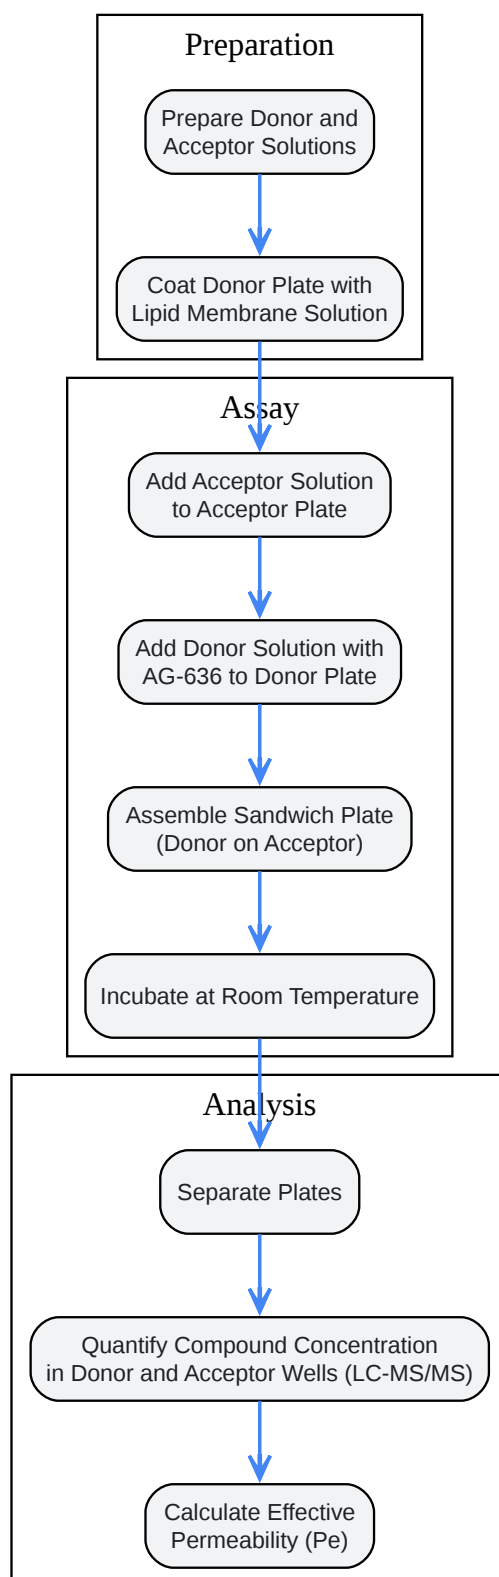 Preparation
Prepare Donor and
Acceptor Solutions
Coat Donor Plate with
Lipid Membrane Solution
Assay
Add Acceptor Solution
to Acceptor Plate
Add Donor Solution with
AG-636 to Donor Plate
Assemble Sandwich Plate
(Donor on Acceptor)
Incubate at Room Temperature
Analysis
Separate Plates
Quantify Compound Concentration
in Donor and Acceptor Wells (LC-MS/MS)
Calculate Effective
Permeability (Pe)